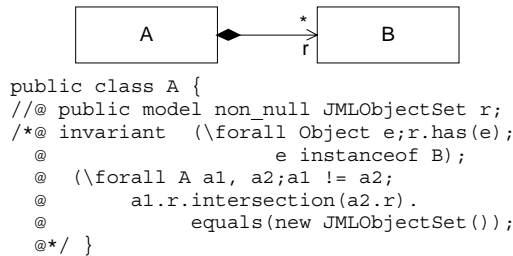 A
*
r
B
public class A {
//@ public model non_null JMLObjectSet r;
/*@ invariant  (\forall Object e;r.has(e);
  @                e instanceof B);
  @  (\forall A a1, a2;a1 != a2;
  @      a1.r.intersection(a2.r).
  @          equals(new JMLObjectSet());
  @*/ }